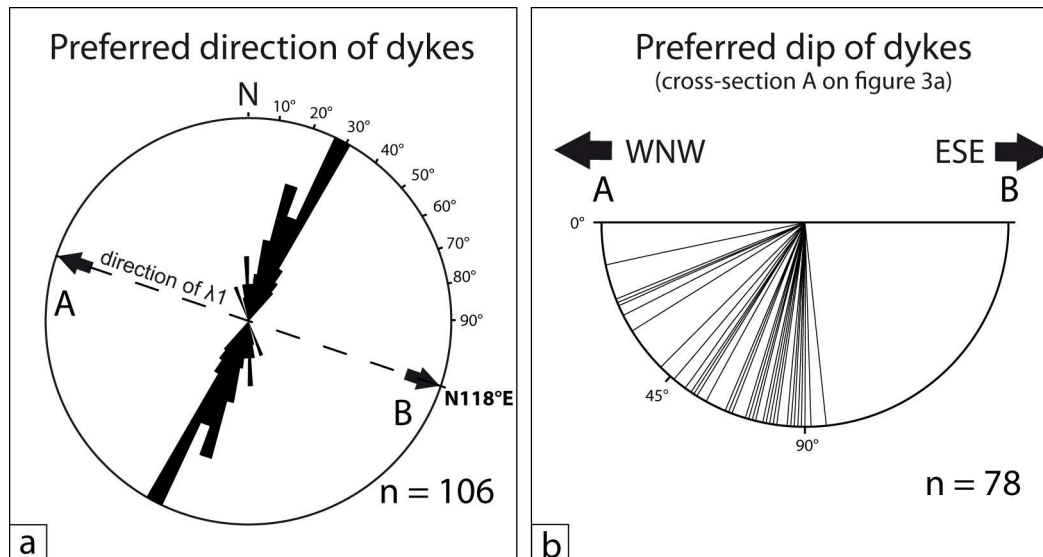 Preferred direction of dykes
N
10°
20°
30°
40°
50°
60°
70°
80°
90°
direction of λ1
A
B
N118°E
n = 106
a
Preferred dip of dykes
(cross-section A on figure 3a)
WNW
ESE
A
B
0°
45°
90°
n = 78
b